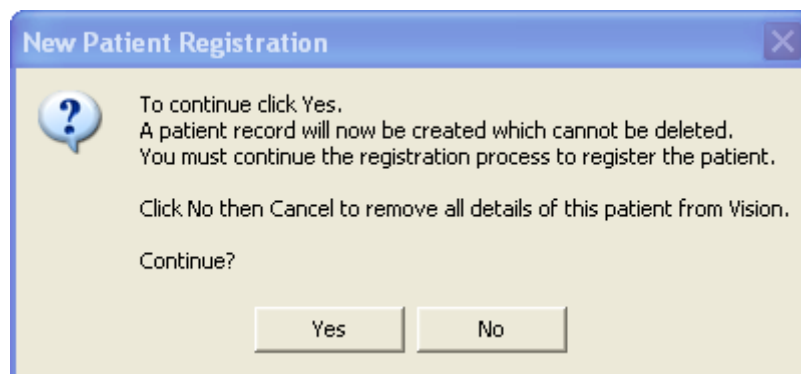 New Patient Registration
To continue click Yes.
A patient record will now be created which cannot be deleted.
You must continue the registration process to register the patient.
Click No then Cancel to remove all details of this patient from Vision.
Continue?
Yes
No